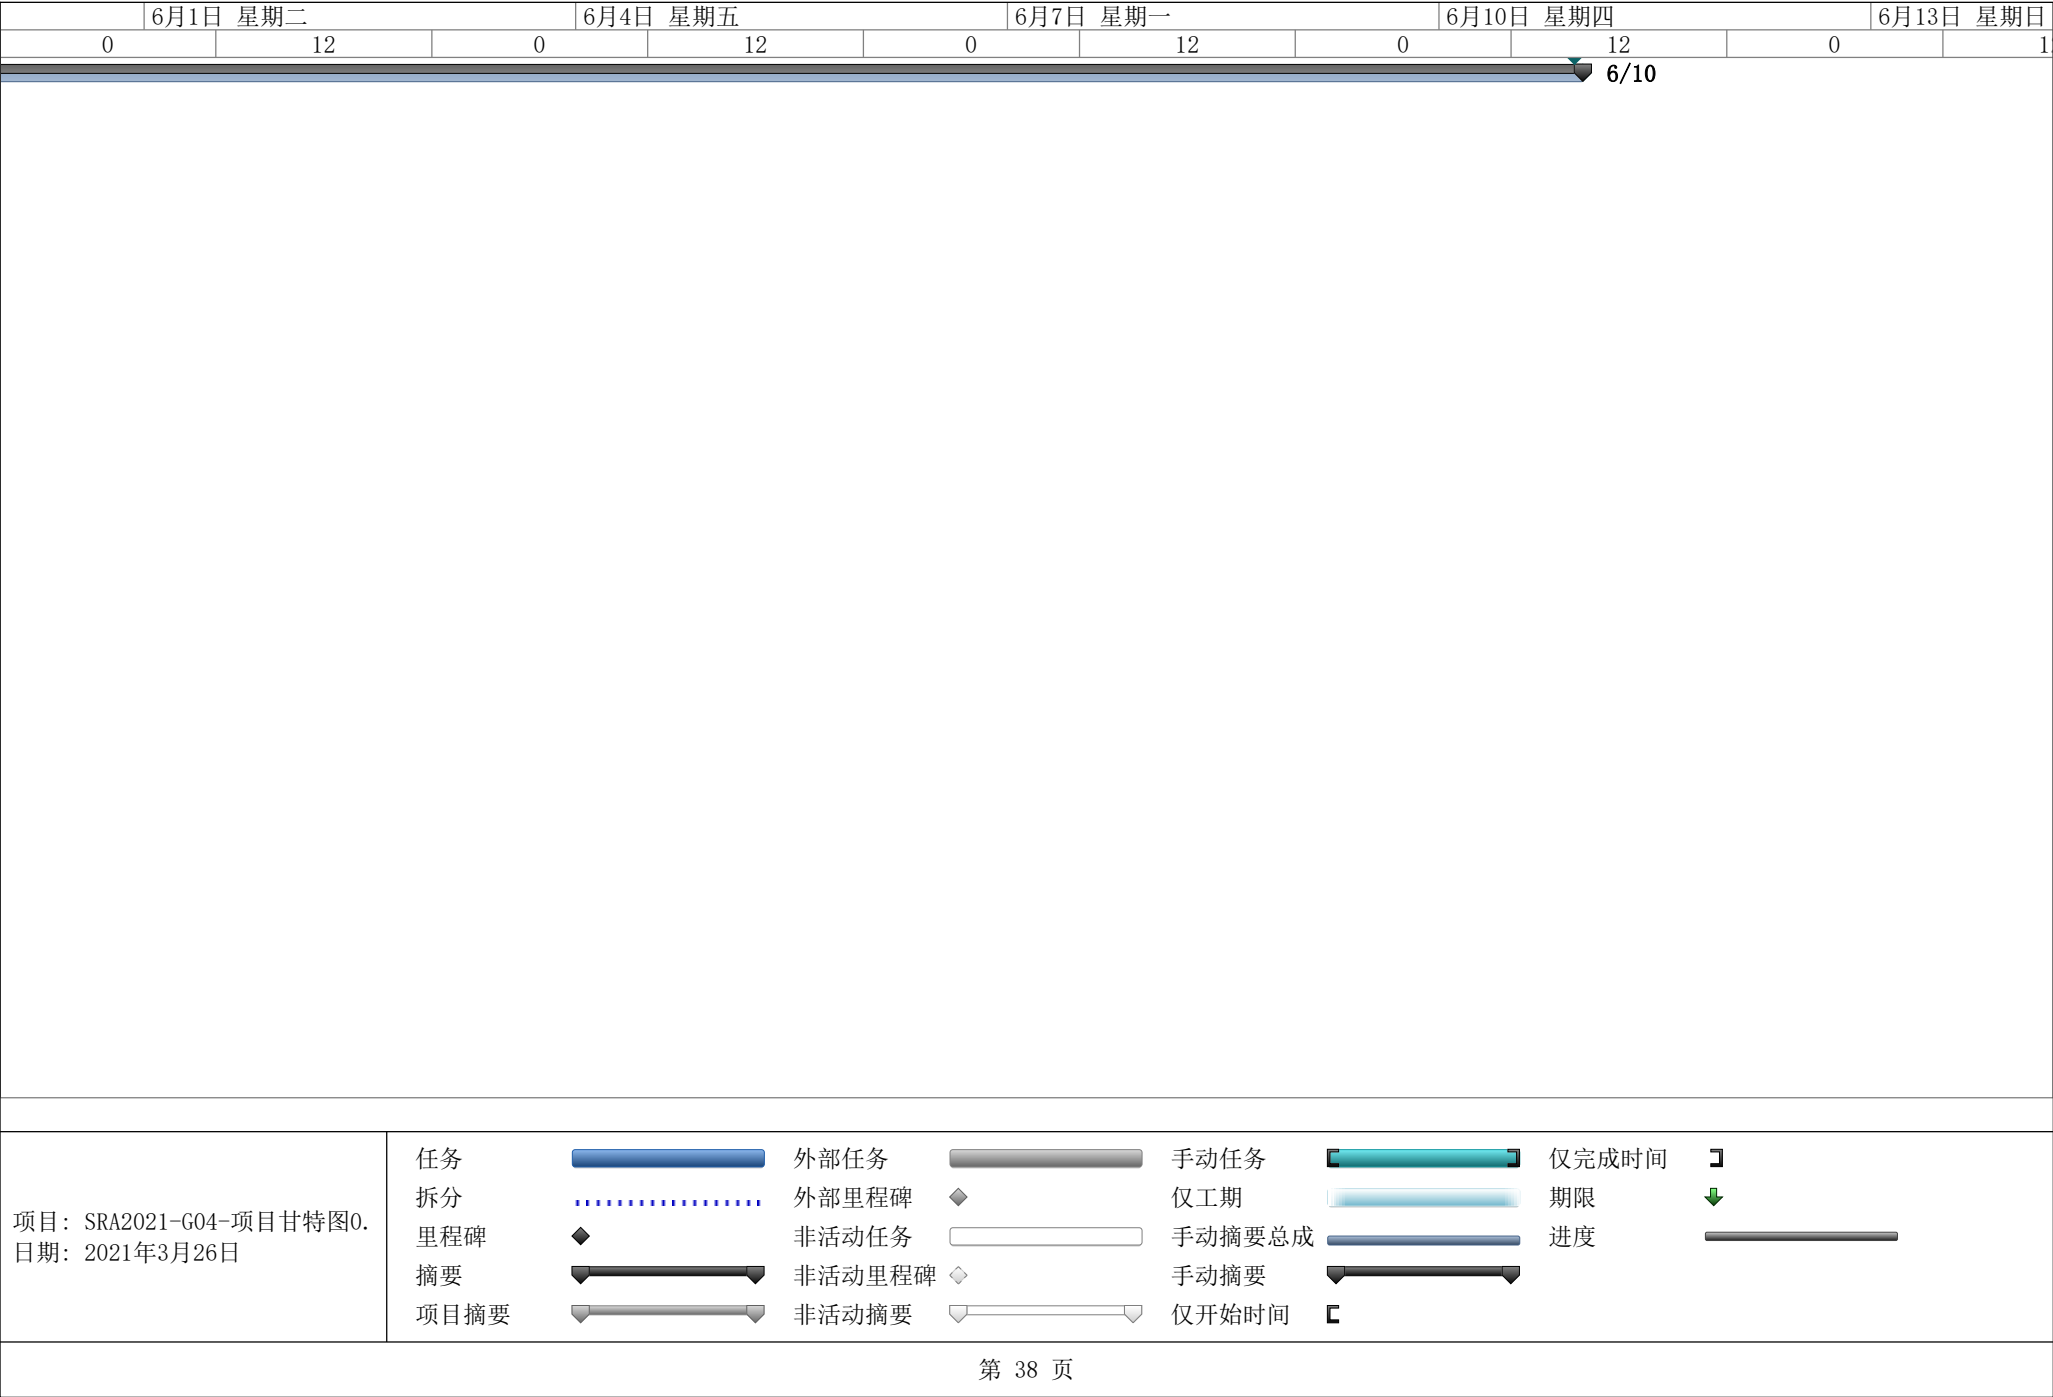 6月1日 星期二 6月4日 星期五 6月7日 星期一 6月10日 星期四 6月13日 星期日
0 12 0 12 0 12 0 12 0 1
6/10
任务 外部任务 手动任务 仅完成时间
拆分 外部里程碑 仅工期 期限
里程碑 非活动任务 手动摘要总成 进度
摘要 非活动里程碑 手动摘要
项目摘要 非活动摘要 仅开始时间
项目: SRA2021-G04-项目甘特图0.
日期: 2021年3月26日
第 38 页